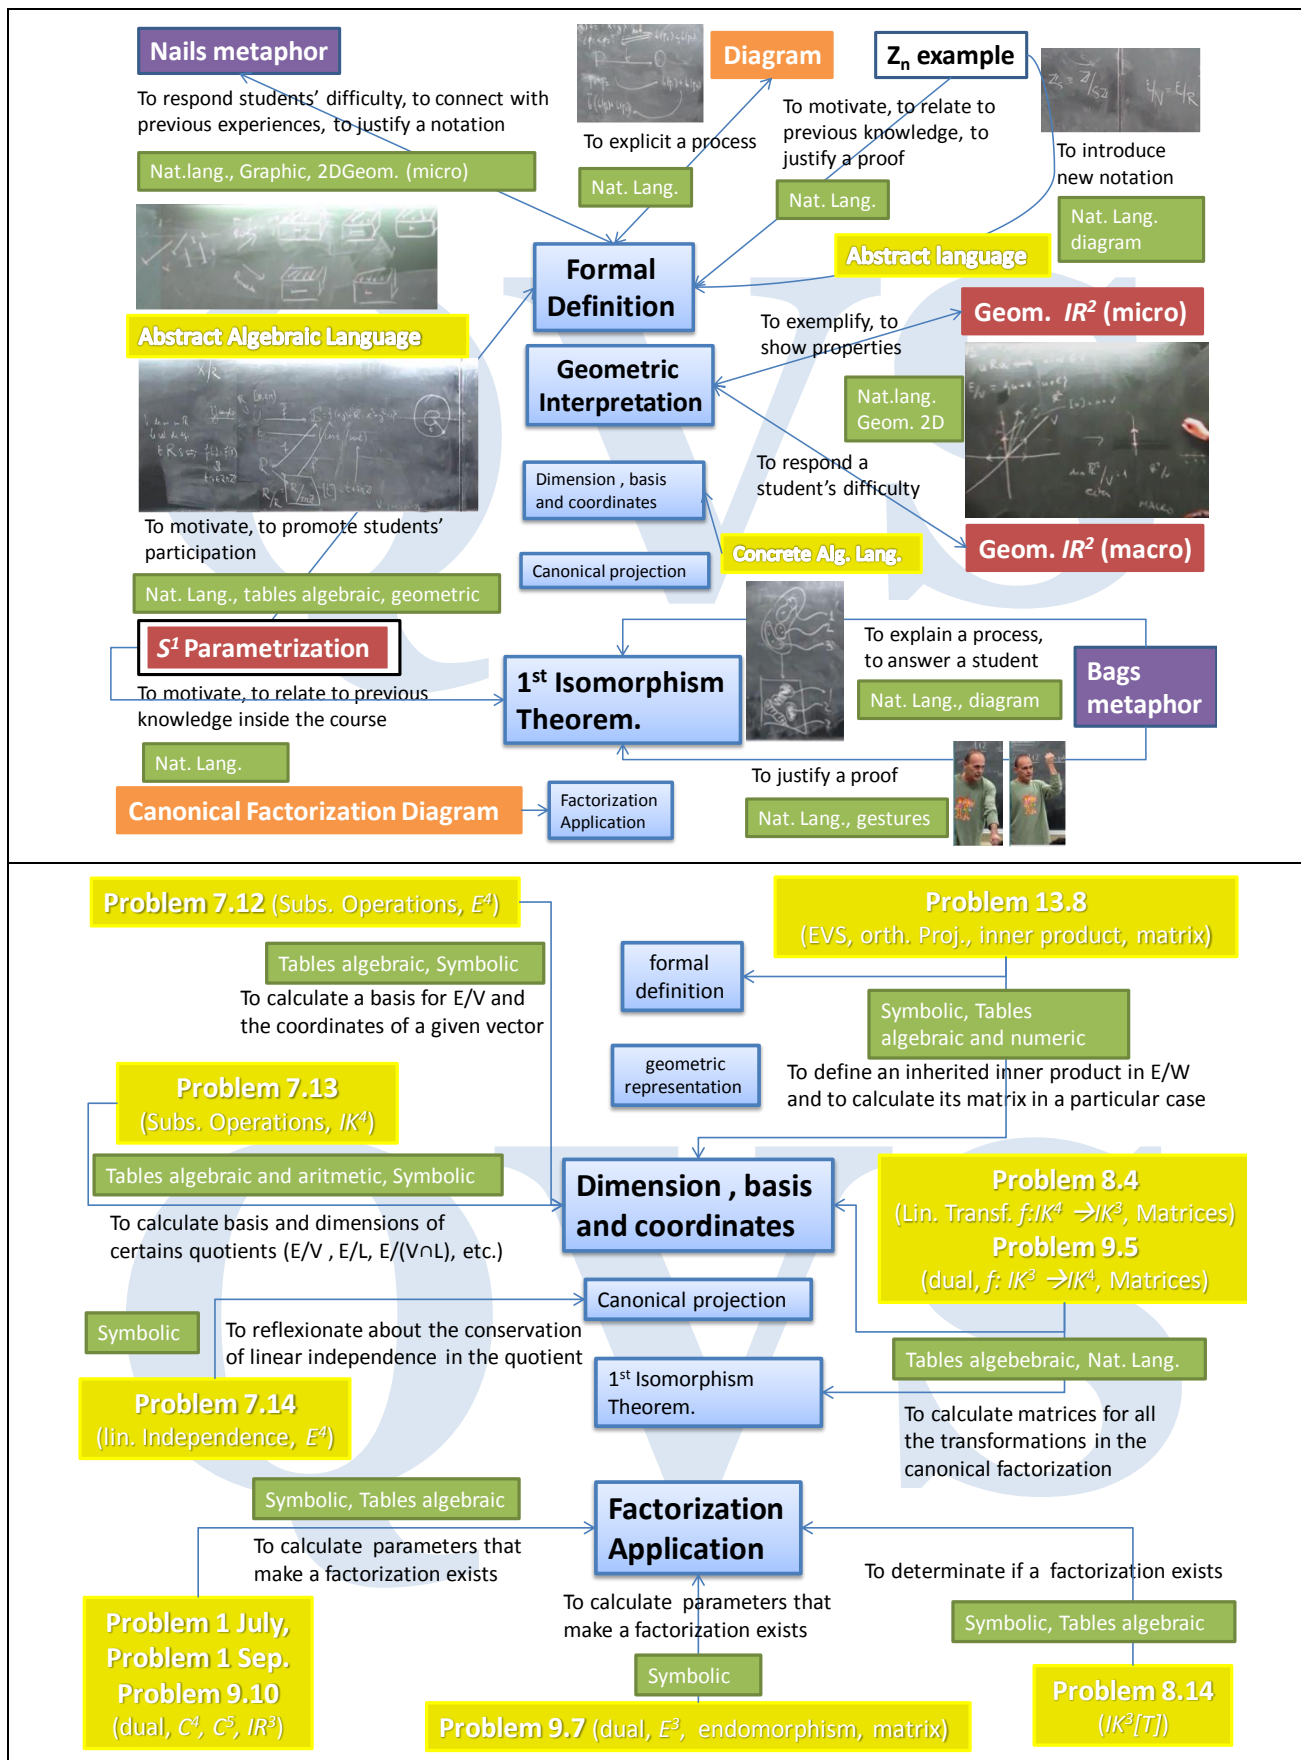 Nails metaphor
Diagram
Zn example
To respond students’ difficulty, to connect with
previous experiences, to justify a notation
Nat.lang., Graphic, 2DGeom. (micro)
To explicit a process
Nat. Lang.
To motivate, to relate to
previous knowledge, to
justify a proof
Nat. Lang.
To introduce
new notation
Nat. Lang.
diagram
Abstract language
Formal
Definition
Abstract Algebraic Language
Geometric
Interpretation
To exemplify, to
show properties
Geom. IR² (micro)
Nat.lang.
Geom. 2D
To respond a
student’s difficulty
Geom. IR² (macro)
Dimension , basis
and coordinates
Concrete Alg. Lang.
Canonical projection
To motivate, to promote students’
participation
Nat. Lang., tables algebraic, geometric
S¹ Parametrization
To motivate, to relate to previous
knowledge inside the course
Nat. Lang.
1st Isomorphism
Theorem.
To explain a process,
to answer a student
Nat. Lang., diagram
Bags
metaphor
To justify a proof
Nat. Lang., gestures
Canonical Factorization Diagram
Factorization
Application
QVS
Problem 7.12 (Subs. Operations, E⁴)
Tables algebraic, Symbolic
To calculate a basis for E/V and
the coordinates of a given vector
Problem 13.8
(EVS, orth. Proj., inner product, matrix)
formal
definition
Symbolic, Tables
algebraic and numeric
geometric
representation
To define an inherited inner product in E/W
and to calculate its matrix in a particular case
Problem 7.13
(Subs. Operations, IK⁴)
Tables algebraic and aritmetic, Symbolic
To calculate basis and dimensions of
certains quotients (E/V , E/L, E/(V∩L), etc.)
Dimension , basis
and coordinates
Problem 8.4
(Lin. Transf. f:IK⁴ →IK³, Matrices)
Problem 9.5
(dual, f: IK³ →IK⁴, Matrices)
Canonical projection
Symbolic
To reflexionate about the conservation
of linear independence in the quotient
Tables algebebraic, Nat. Lang.
1st Isomorphism
Theorem.
Problem 7.14
(lin. Independence, E⁴)
To calculate matrices for all
the transformations in the
canonical factorization
Symbolic, Tables algebraic
To calculate parameters that
make a factorization exists
Factorization
Application
To calculate parameters that
make a factorization exists
To determinate if a factorization exists
Symbolic, Tables algebraic
Symbolic
Problem 1 July,
Problem 1 Sep.
Problem 9.10
(dual, C⁴, C⁵, IR³)
Problem 9.7 (dual, E³, endomorphism, matrix)
Problem 8.14
(IK³[T])
QVS